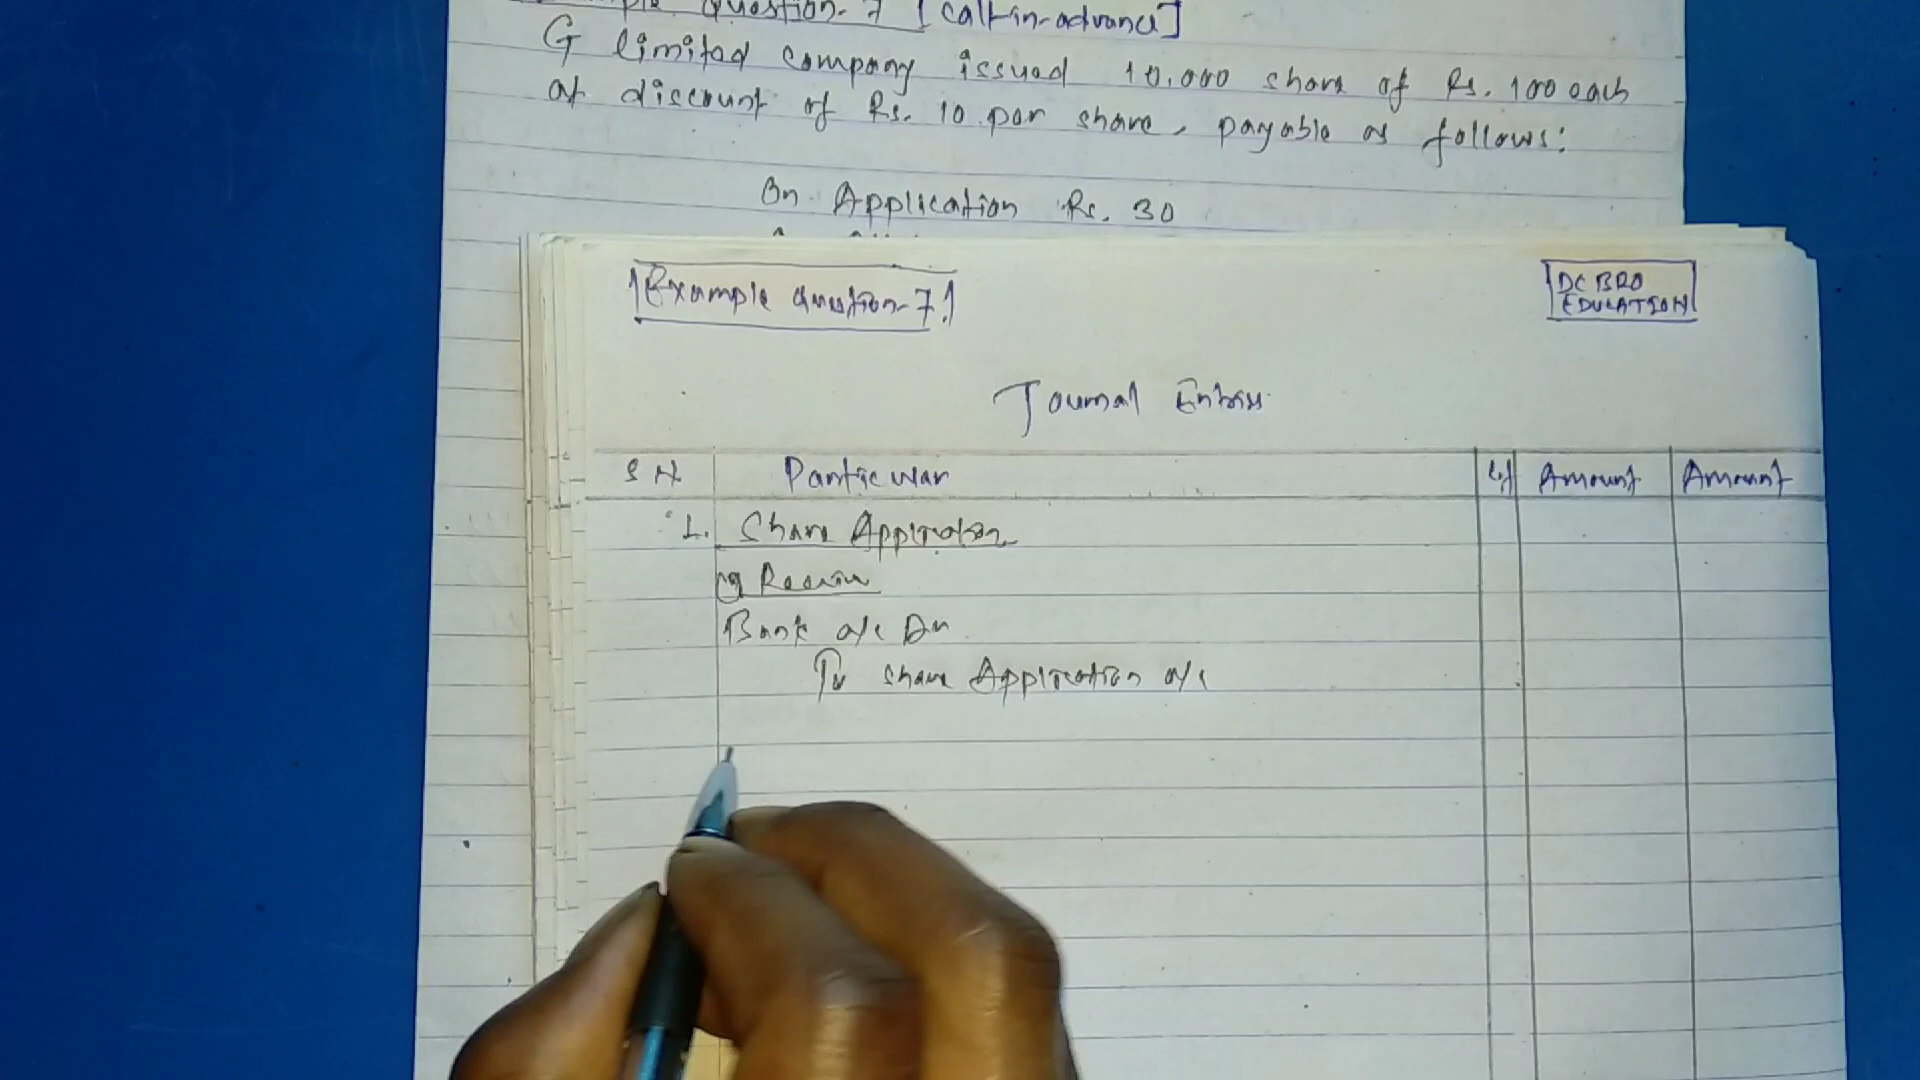 Question-7 [Call-in-advance]
G limited company issued 10,000 share of Rs. 100 each
at discount of Rs. 10 per share, payable as follows:
On Application Rs. 30
Example Question-7
DC BRO
EDUCATION
Journal Entries
S N. Particular L.f Amount Amount
1. Share Application
Receive
Bank a/c Dr
To Share Application a/c